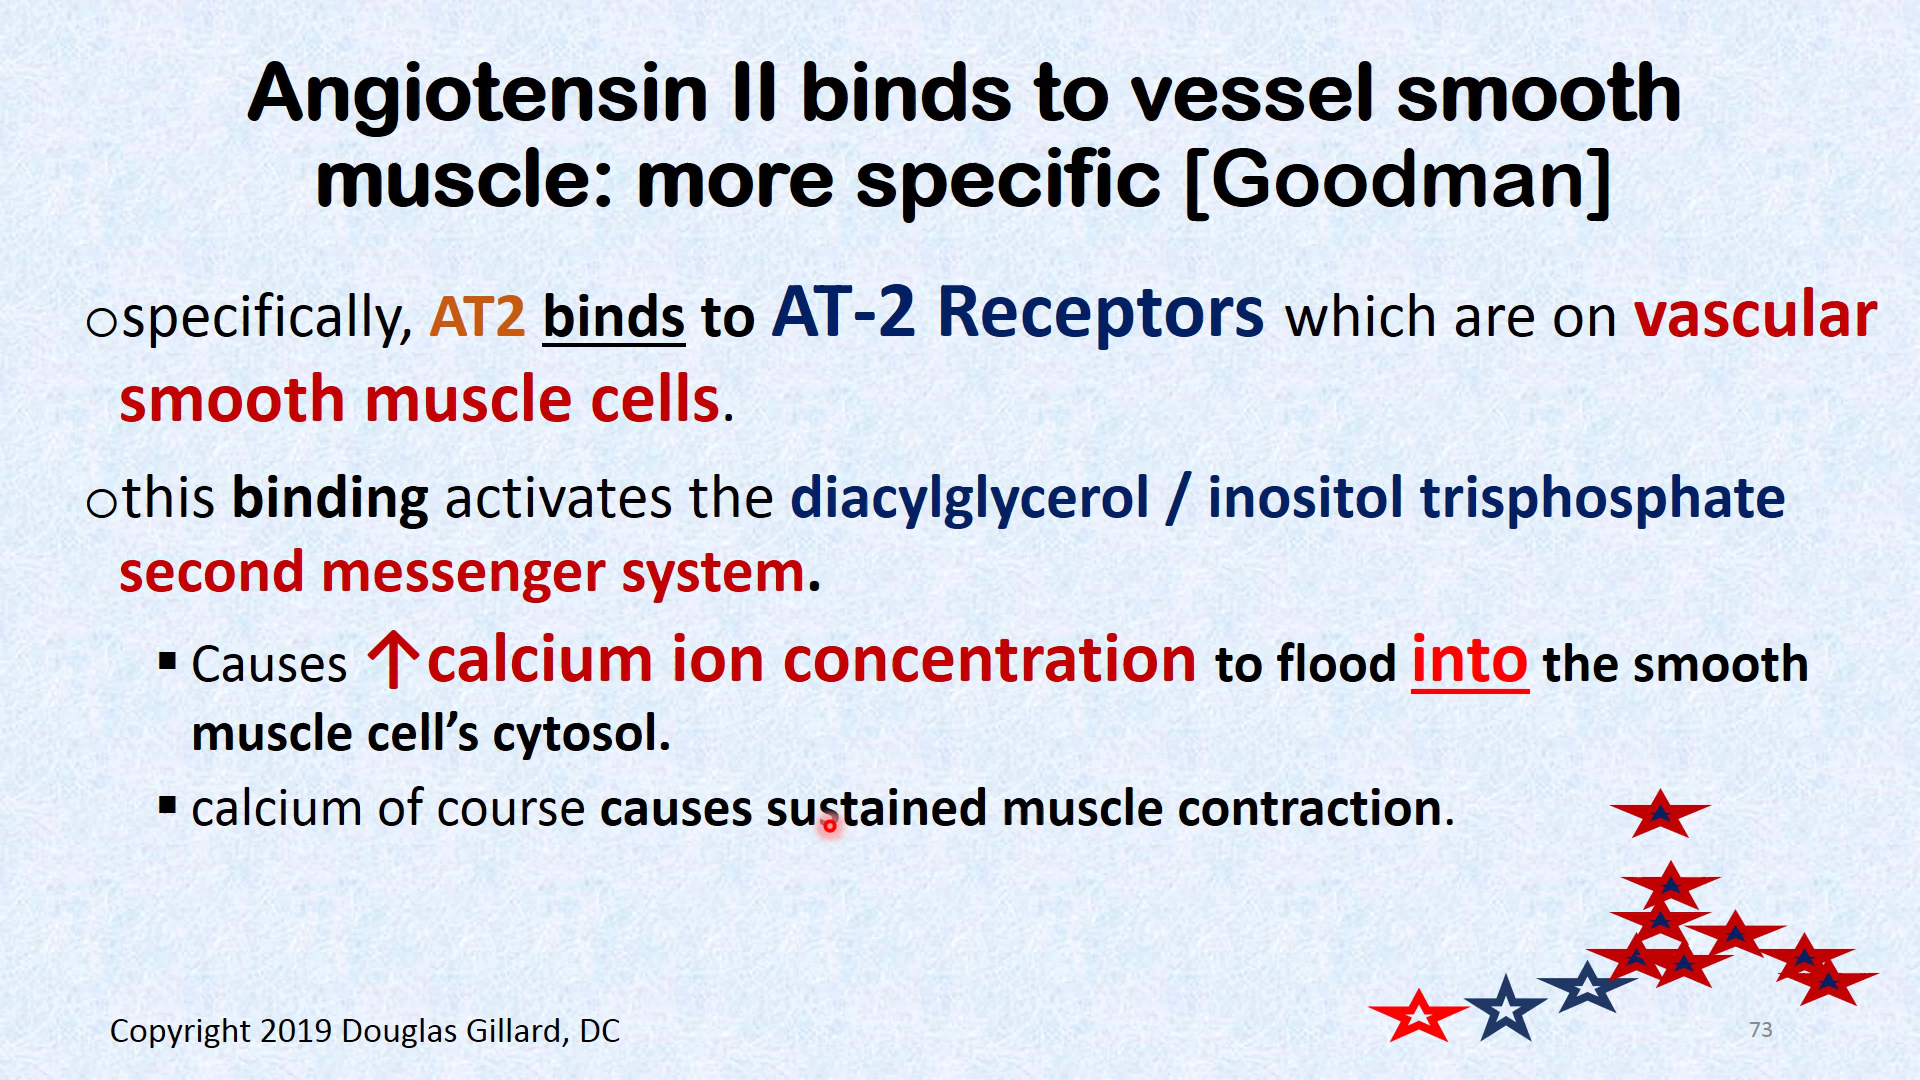 Angiotensin II binds to vessel smooth
muscle: more specific [Goodman]
specifically, AT2 binds to AT-2 Receptors which are on vascular
smooth muscle cells.
this binding activates the diacylglycerol / inositol trisphosphate
second messenger system.
Causes ↑calcium ion concentration to flood into the smooth
muscle cell’s cytosol.
calcium of course causes sustained muscle contraction.
Copyright 2019 Douglas Gillard, DC
73